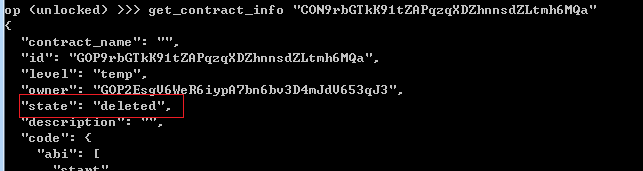 op (unlocked) >>> get_contract_info "CON9rbGTkK91tZAPqzqXDZhnnsdZLtmh6MQa"
{
"contract_name": "",
"id": "GOP9rbGTkK91tZAPqzqXDZhnnsdZLtmh6MQa",
"level": "temp",
"owner": "GOP2EsgV6WeR6iypA7bn6bv3D4mJdV653qJ3",
"state": "deleted",
"description": "",
"code": {
"abi": [
"start"